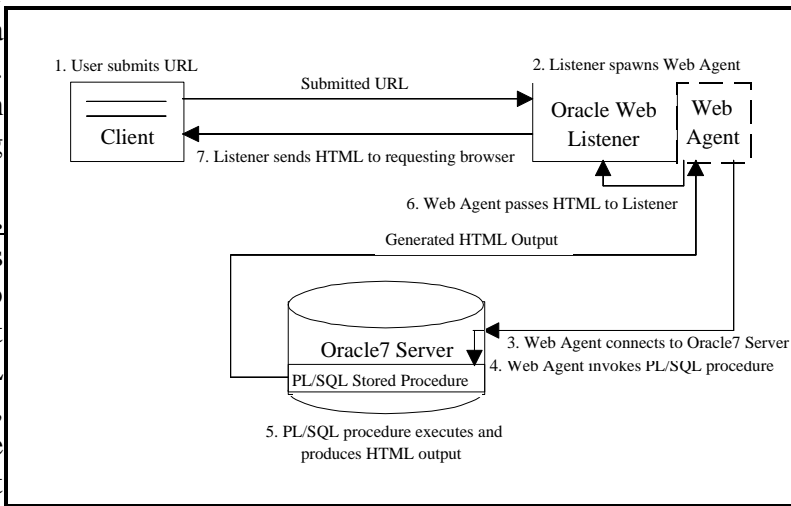 1. User submits URL
2. Listener spawns Web Agent
Submitted URL
Client
Oracle Web
Listener
Web
Agent
7. Listener sends HTML to requesting browser
6. Web Agent passes HTML to Listener
Generated HTML Output
Oracle7 Server
3. Web Agent connects to Oracle7 Server
4. Web Agent invokes PL/SQL procedure
PL/SQL Stored Procedure
5. PL/SQL procedure executes and
produces HTML output